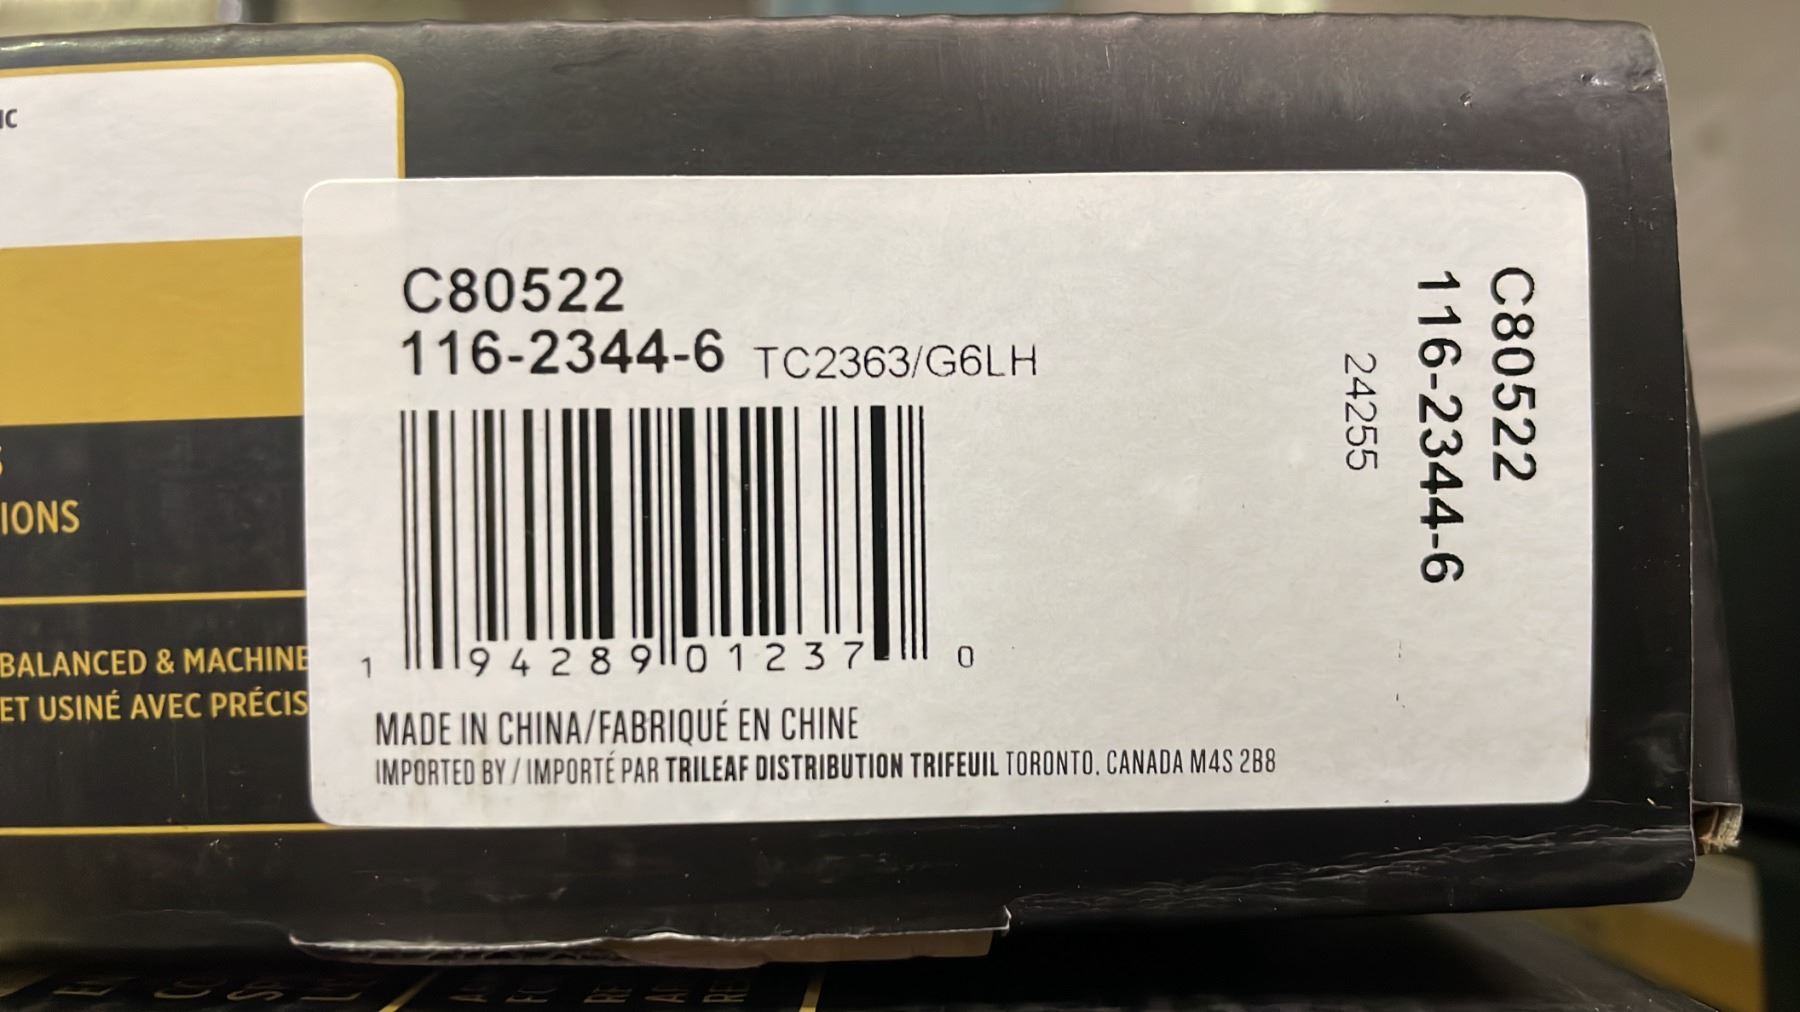 IC
IONS
BALANCED & MACHINE
ET USINÉ AVEC PRÉCIS
C80522
116-2344-6 TC2363/G6LH
1 94289 01237 0
MADE IN CHINA/FABRIQUÉ EN CHINE
IMPORTED BY / IMPORTÉ PAR TRILEAF DISTRIBUTION TRIFEUIL TORONTO, CANADA M4S 2B8
C80522
116-2344-6
24255